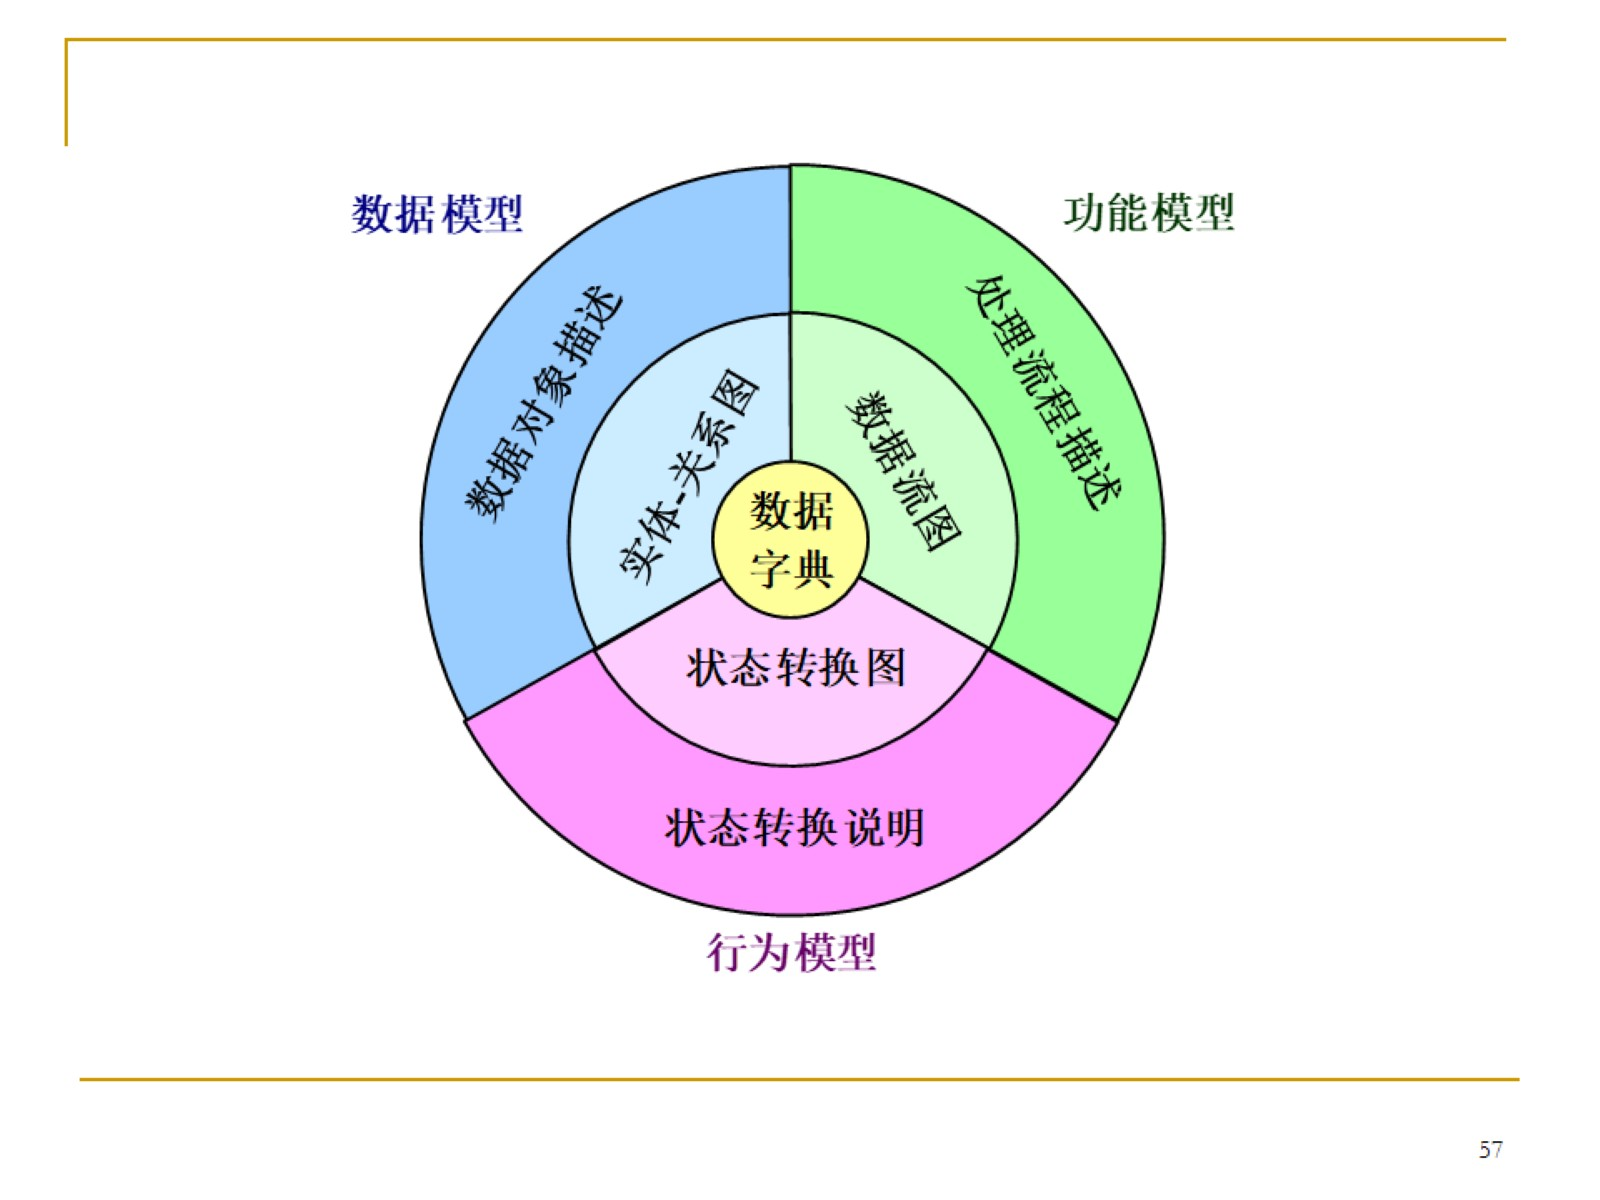 数据模型
功能模型
数据对象描述
处理流程描述
实体-关系图
数据流图
数据
字典
状态转换图
状态转换说明
行为模型
57